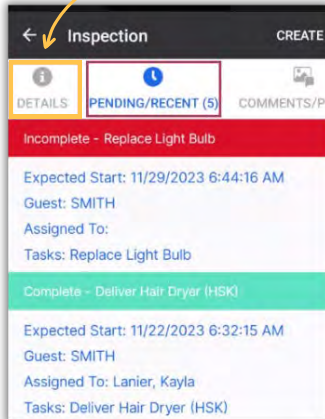 Inspection CREATE
DETAILS PENDING/RECENT (5) COMMENTS/P
Incomplete - Replace Light Bulb
Expected Start: 11/29/2023 6:44:16 AM
Guest: SMITH
Assigned To:
Tasks: Replace Light Bulb
Complete - Deliver Hair Dryer (HSK)
Expected Start: 11/22/2023 6:32:15 AM
Guest: SMITH
Assigned To: Lanier, Kayla
Tasks: Deliver Hair Dryer (HSK)